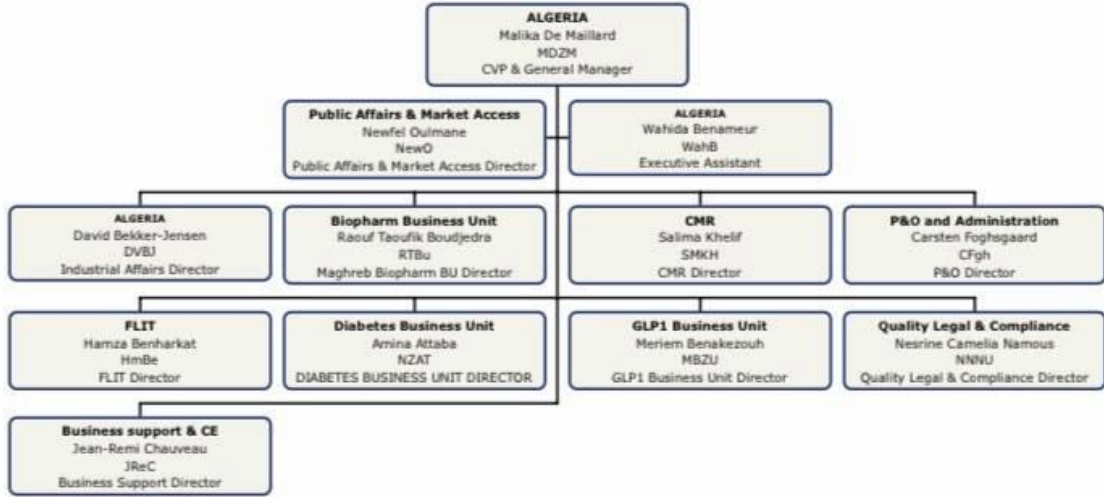 ALGERIA
Malika De Maillard
MDZM
CVP & General Manager
Public Affairs & Market Access
Newfel Oulmane
NewO
Public Affairs & Market Access Director
ALGERIA
Wahida Benameur
WahB
Executive Assistant
ALGERIA
David Bekker-Jensen
DVBJ
Industrial Affairs Director
Biopharm Business Unit
Raouf Taoufik Boudjedra
RTBu
Maghreb Biopharm BU Director
CMR
Salima Khelif
SMKH
CMR Director
P&O and Administration
Carsten Foghsgaard
CFgh
P&O Director
FLIT
Hamza Benharkat
HmBe
FLIT Director
Diabetes Business Unit
Amina Attaba
NZAT
DIABETES BUSINESS UNIT DIRECTOR
GLP1 Business Unit
Meriem Benakezouh
MBZU
GLP1 Business Unit Director
Quality Legal & Compliance
Nesrine Camelia Namous
NNNU
Quality Legal & Compliance Director
Business support & CE
Jean-Remi Chauveau
JReC
Business Support Director